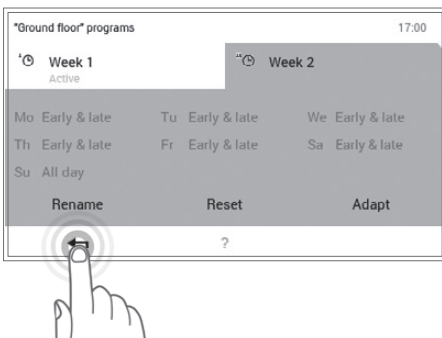 "Ground floor" programs 17:00
Week 1 Week 2
Active
Mo Early & late Tu Early & late We Early & late
Th Early & late Fr Early & late Sa Early & late
Su All day
Rename Reset Adapt
?